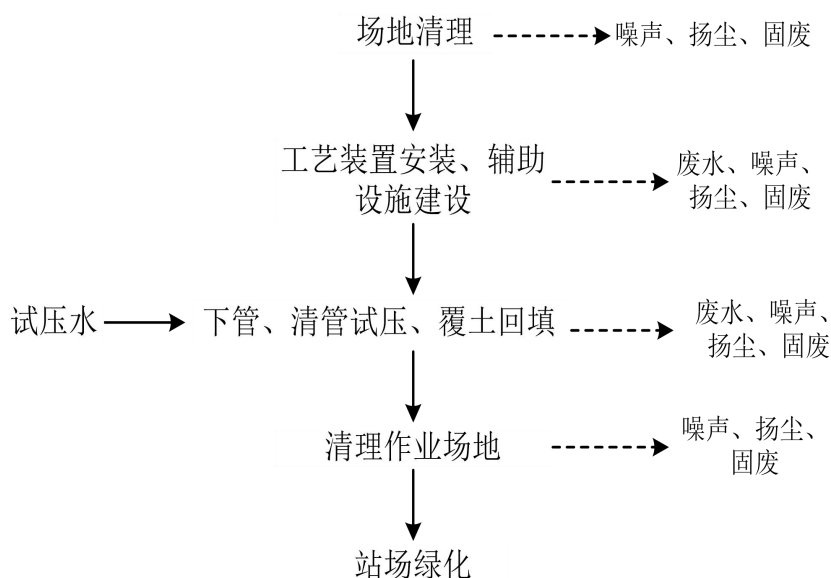 场地清理
噪声、扬尘、固废
工艺装置安装、辅助
设施建设
废水、噪声、
扬尘、固废
试压水
下管、清管试压、覆土回填
废水、噪声、
扬尘、固废
清理作业场地
噪声、扬尘、
固废
站场绿化